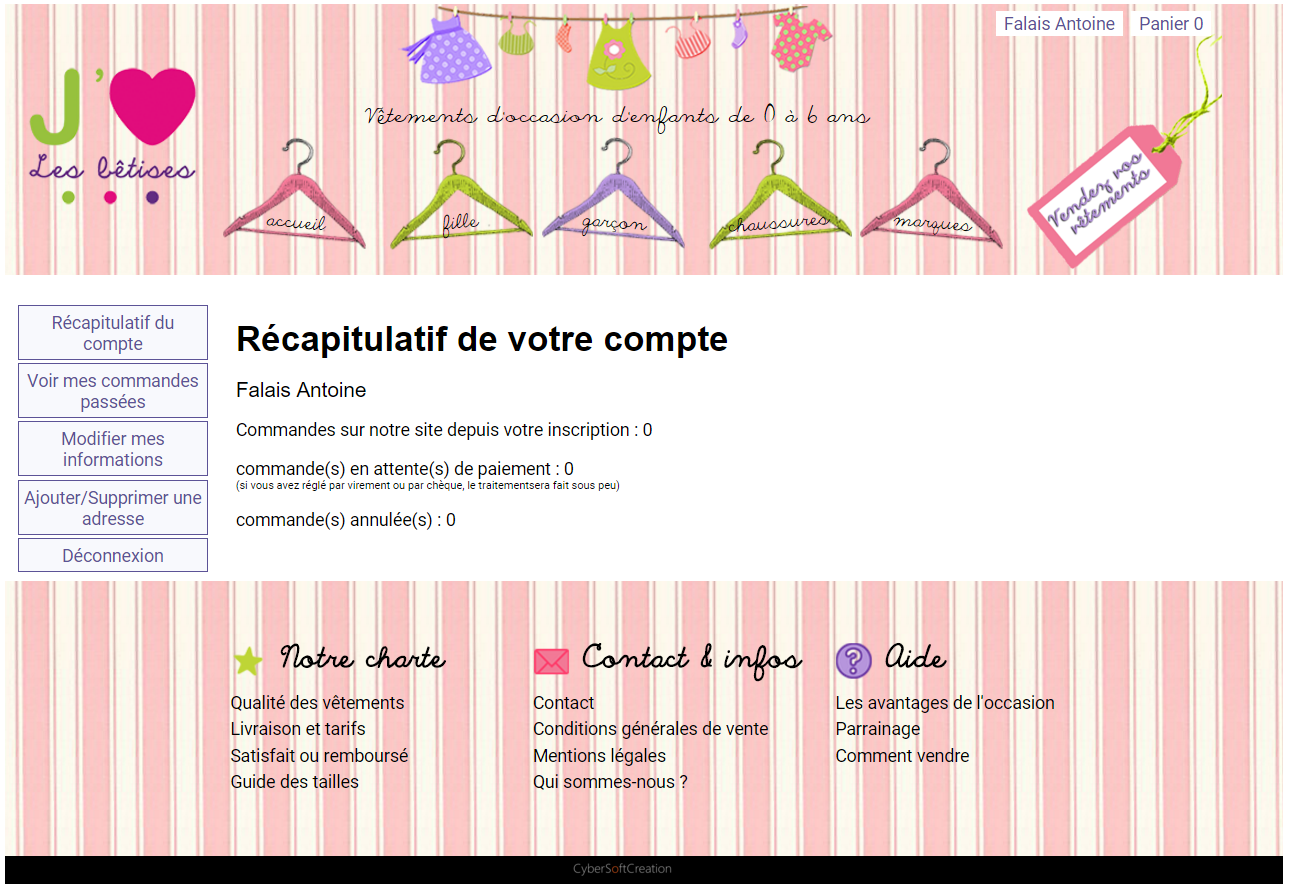 Falais Antoine Panier 0
J'
Les bêtises
Vêtements d'occasion d'enfants de 0 à 6 ans
accueil fille garçon chaussures marques
Vendez vos
vêtements
Récapitulatif du
compte
Voir mes commandes
passées
Modifier mes
informations
Ajouter/Supprimer une
adresse
Déconnexion
Récapitulatif de votre compte
Falais Antoine
Commandes sur notre site depuis votre inscription : 0
commande(s) en attente(s) de paiement : 0
(si vous avez réglé par virement ou par chèque, le traitementsera fait sous peu)
commande(s) annulée(s) : 0
Notre charte
Qualité des vêtements
Livraison et tarifs
Satisfait ou remboursé
Guide des tailles
Contact & infos
Contact
Conditions générales de vente
Mentions légales
Qui sommes-nous ?
? Aide
Les avantages de l'occasion
Parrainage
Comment vendre
CyberSoftCreation